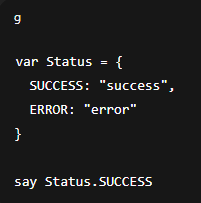 g
var Status = {
  SUCCESS: "success",
  ERROR: "error"
}
say Status.SUCCESS